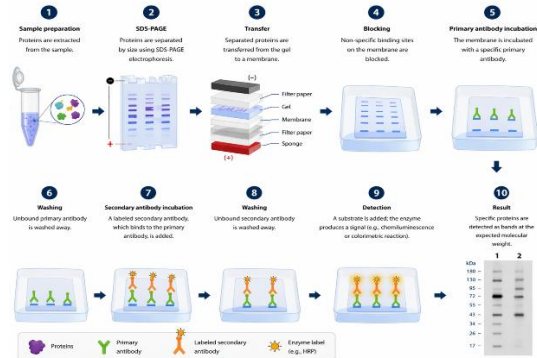 1
Sample preparation
Proteins are extracted
from the sample.
2
SDS-PAGE
Proteins are separated
by size using SDS-PAGE
electrophoresis.
3
Transfer
Separated proteins are
transferred from the gel
to a membrane.
(−)
Filter paper
Gel
Membrane
Filter paper
Sponge
(+)
4
Blocking
Non-specific binding sites
on the membrane are
blocked.
5
Primary antibody incubation
The membrane is incubated
with a specific primary
antibody.
6
Washing
Unbound primary antibody
is washed away.
7
Secondary antibody incubation
A labeled secondary antibody,
which binds to the primary
antibody, is added.
8
Washing
Unbound secondary antibody
is washed away.
9
Detection
A substrate is added; the enzyme
produces a signal (e.g., chemiluminescence
or colorimetric reaction).
10
Result
Specific proteins are
detected as bands at the
expected molecular
weight.
kDa
1 2
95
72
43
34
26
17
Proteins
Primary
antibody
Labeled secondary
antibody
Enzyme label
(e.g., HRP)